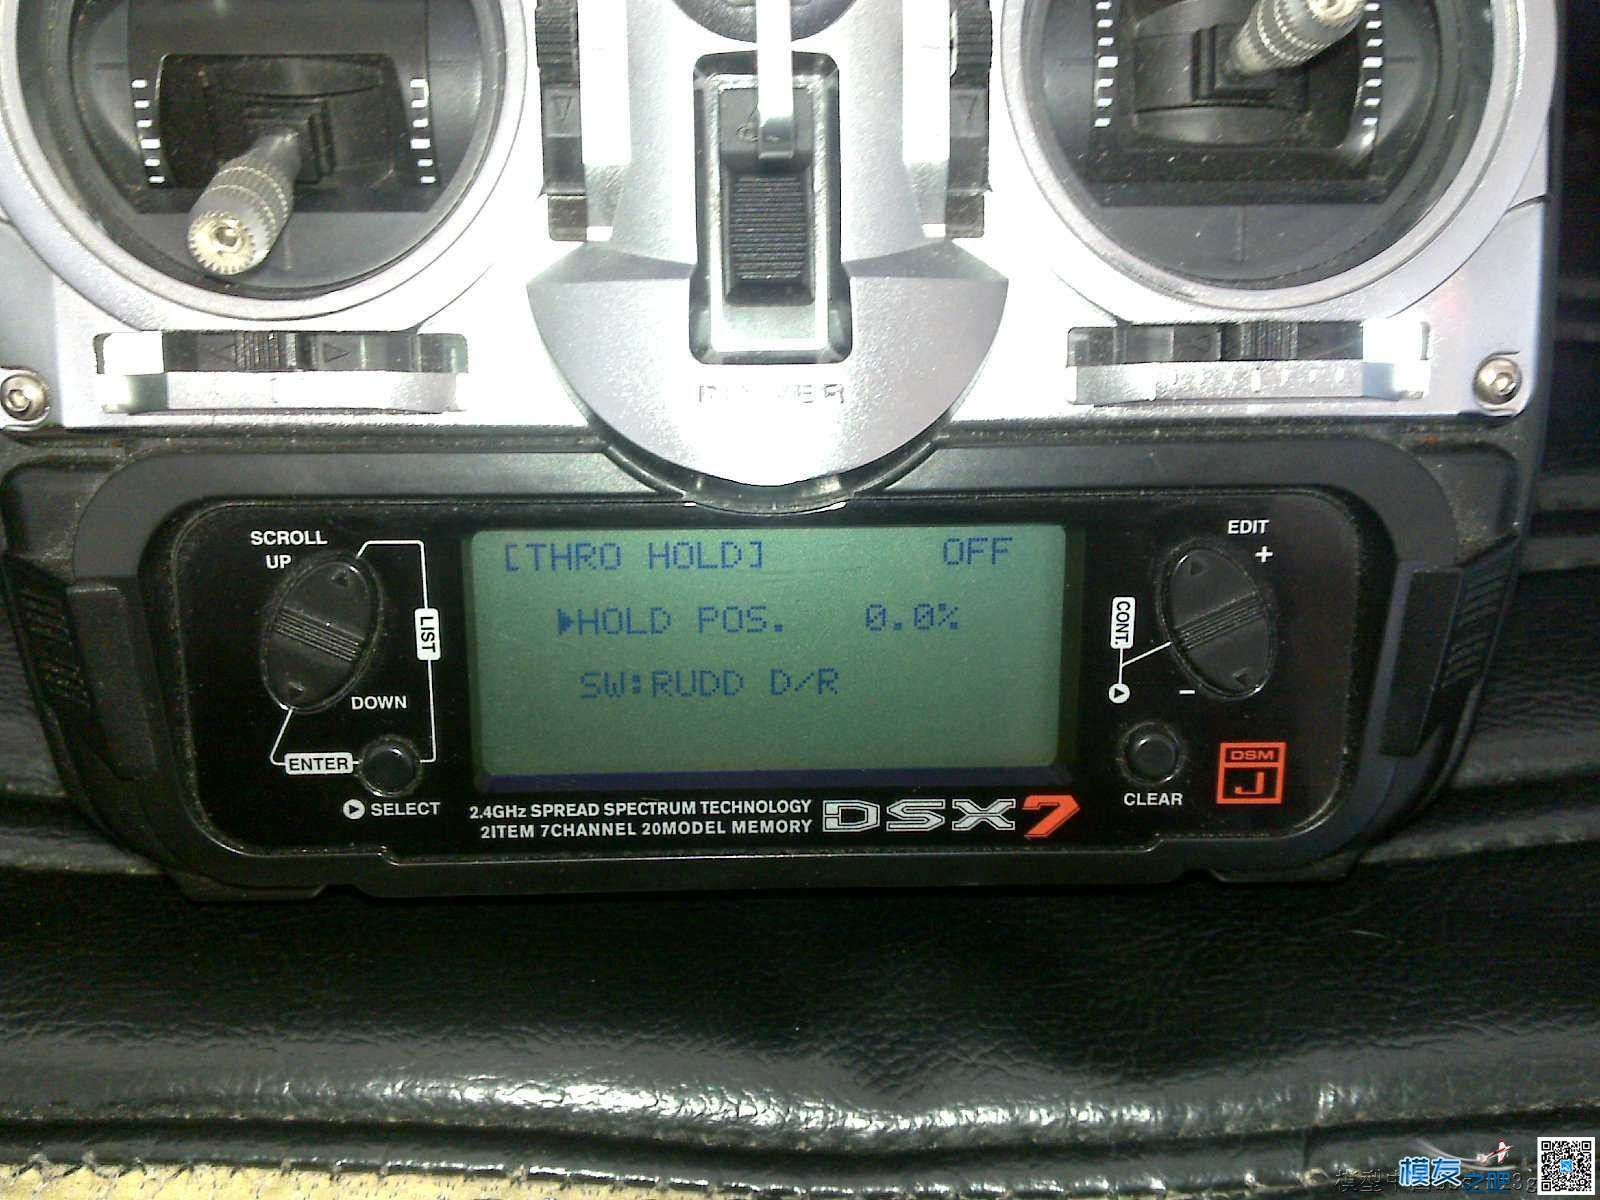 POWER
SCROLL
UP
LIST
DOWN
ENTER
SELECT
[THRO HOLD] OFF
▶HOLD POS. 0.0%
SW:RUDD D/R
EDIT
+
CONT.
−
CLEAR
DSM
J
2.4GHz SPREAD SPECTRUM TECHNOLOGY
2ITEM 7CHANNEL 20MODEL MEMORY
DSX7
模友之吧